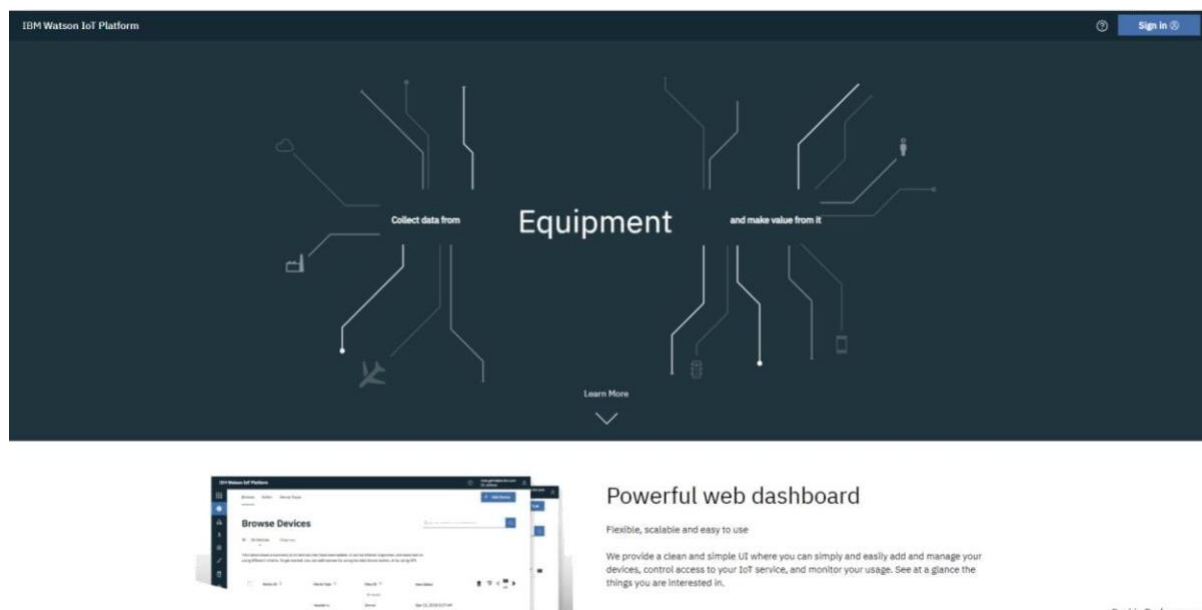 IBM Watson IoT Platform
Sign in
Collect data from
Equipment
and make value from it
Learn More
IBM Watson IoT Platform
Browse Devices
Powerful web dashboard
Flexible, scalable and easy to use
We provide a clean and simple UI where you can simply and easily add and manage your
devices, control access to your IoT service, and monitor your usage. See at a glance the
things you are interested in.